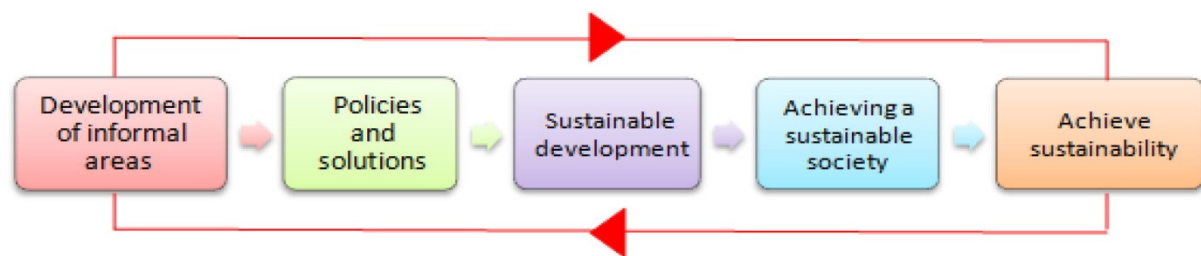 Development
of informal
areas
Policies
and
solutions
Sustainable
development
Achieving a
sustainable
society
Achieve
sustainability